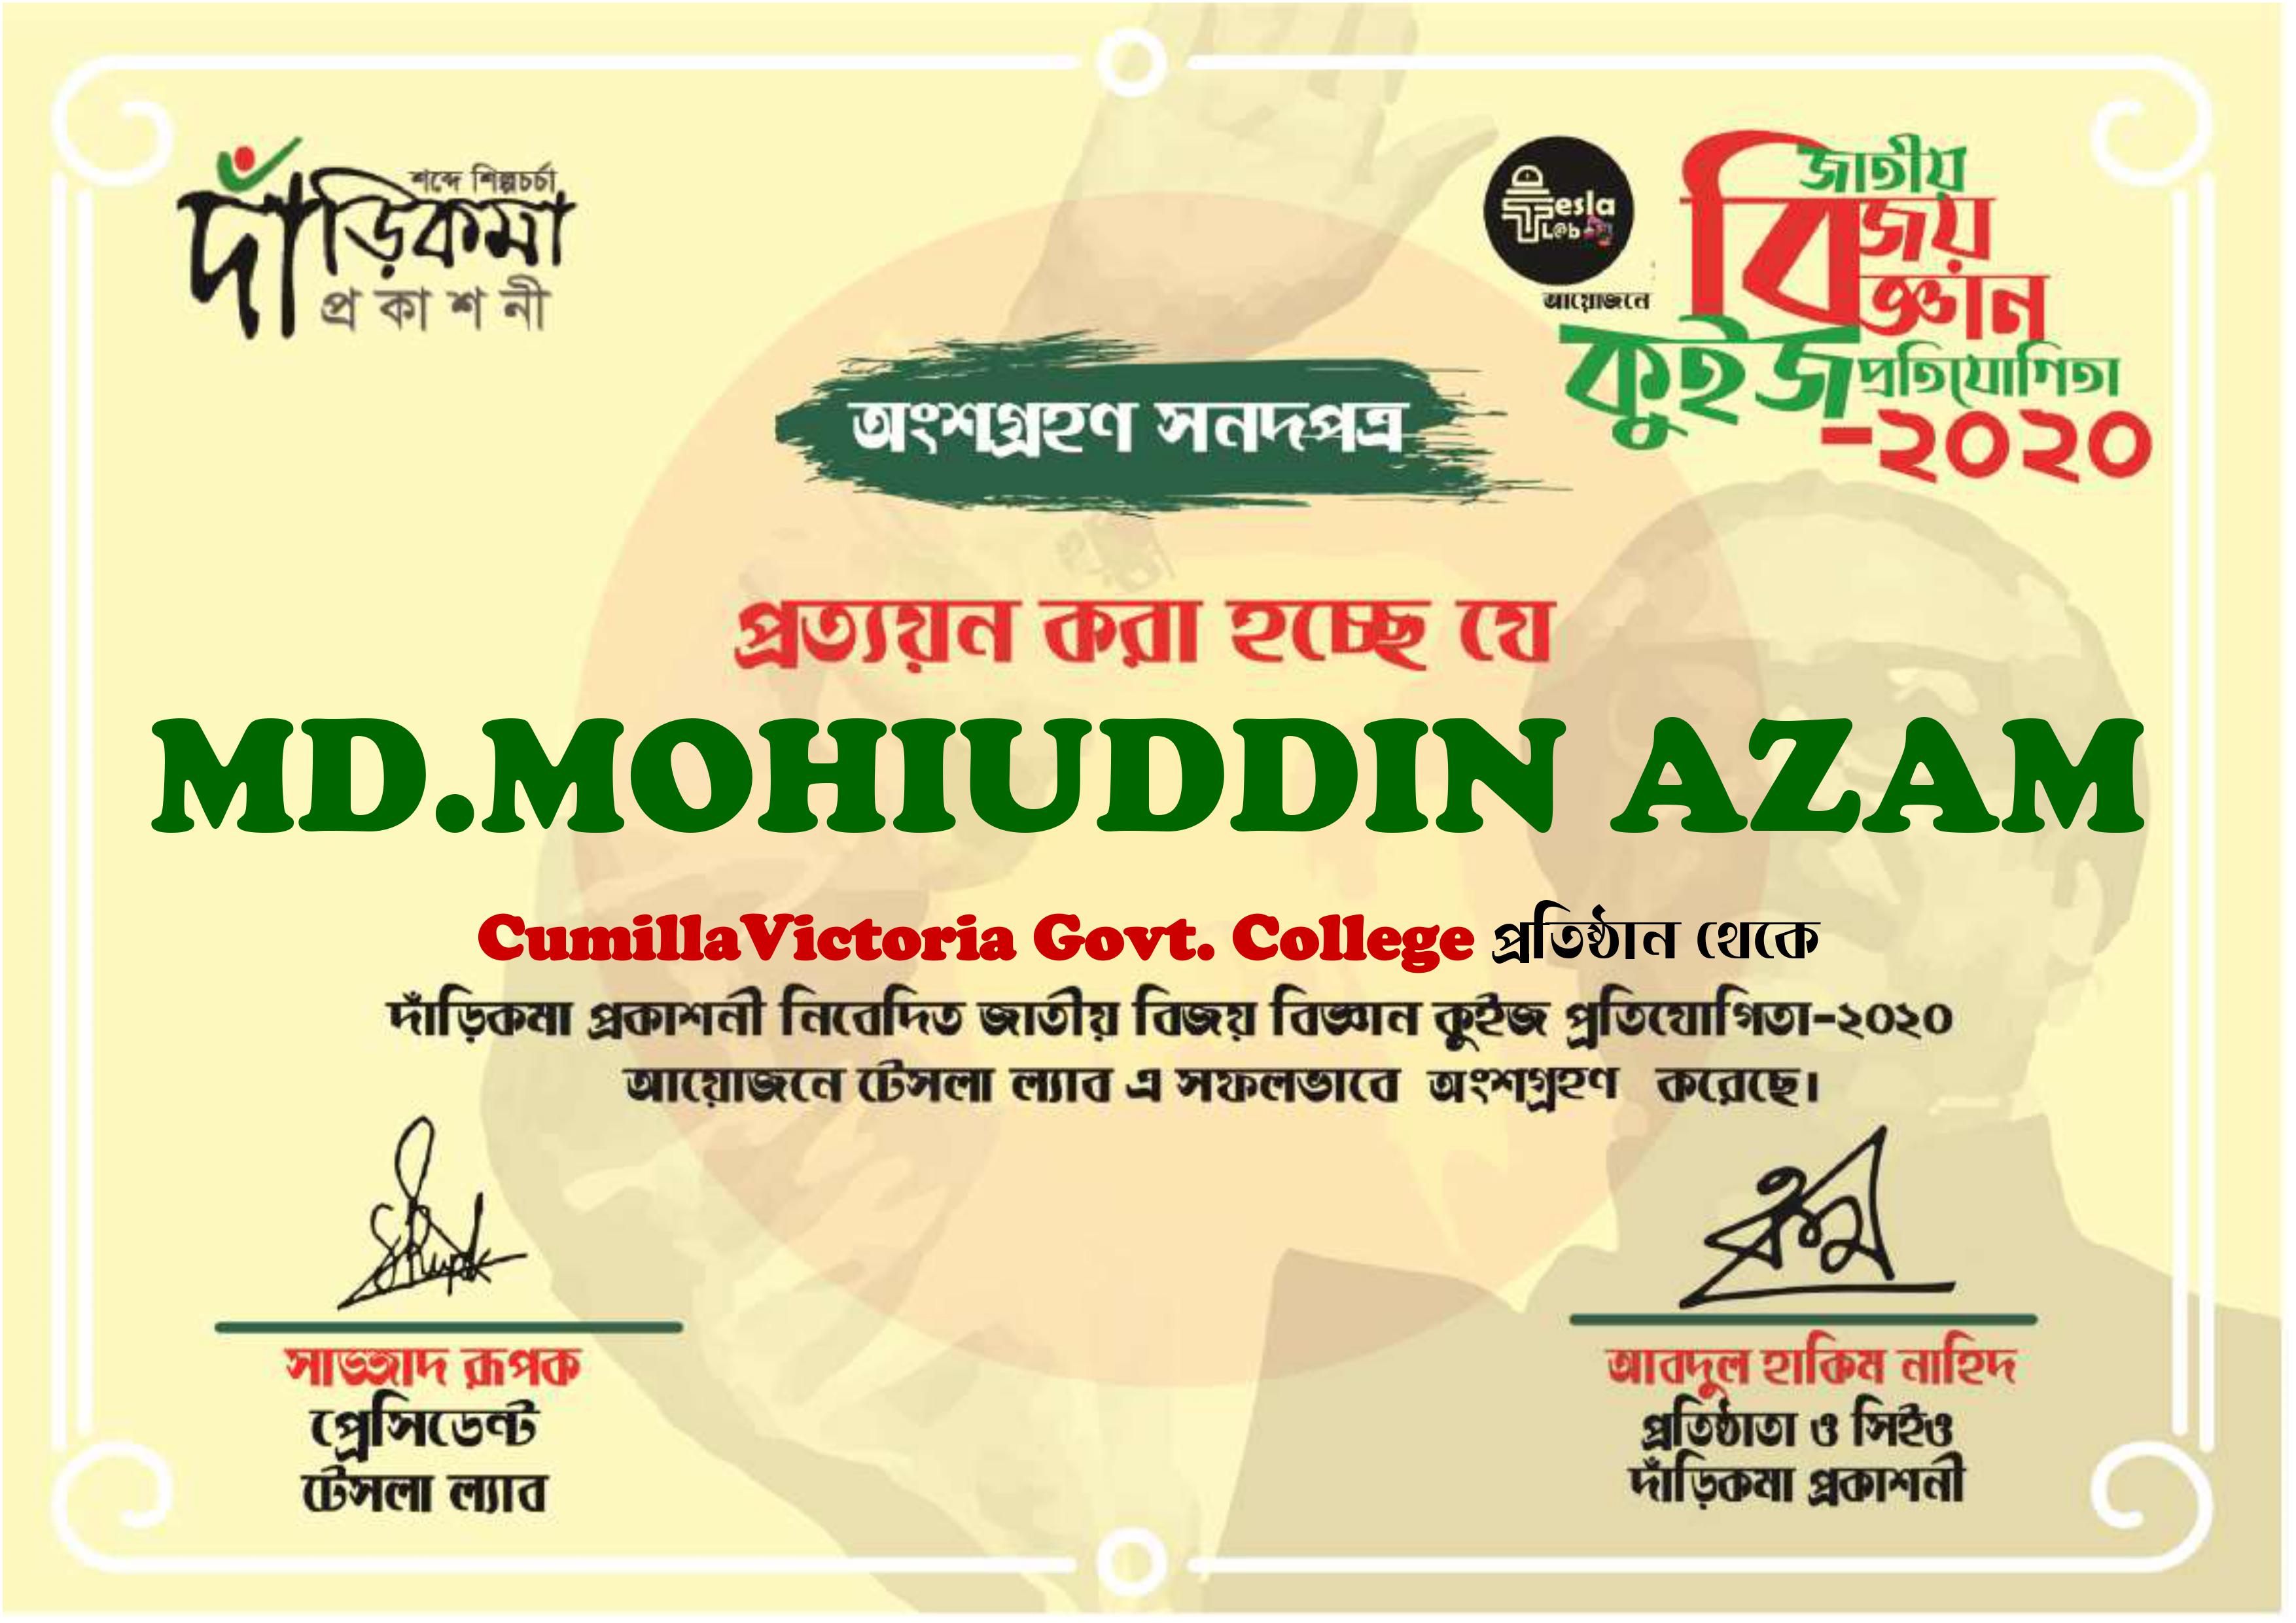 শব্দে শিল্পচর্চা
দাঁড়িকমা
প্রকাশনী
Tesla
L@b
আয়োজনে
জাতীয়
বিজয়
বিজ্ঞান
কুইজ প্রতিযোগিতা
-২০২০
অংশগ্রহণ সনদপত্র
প্রত্যয়ন করা হচ্ছে যে
MD.MOHIUDDIN AZAM
CumillaVictoria Govt. College প্রতিষ্ঠান থেকে
দাঁড়িকমা প্রকাশনী নিবেদিত জাতীয় বিজয় বিজ্ঞান কুইজ প্রতিযোগিতা-২০২০
আয়োজনে টেসলা ল্যাব এ সফলভাবে অংশগ্রহণ করেছে।
সাজ্জাদ রূপক
প্রেসিডেন্ট
টেসলা ল্যাব
আবদুল হাকিম নাহিদ
প্রতিষ্ঠাতা ও সিইও
দাঁড়িকমা প্রকাশনী